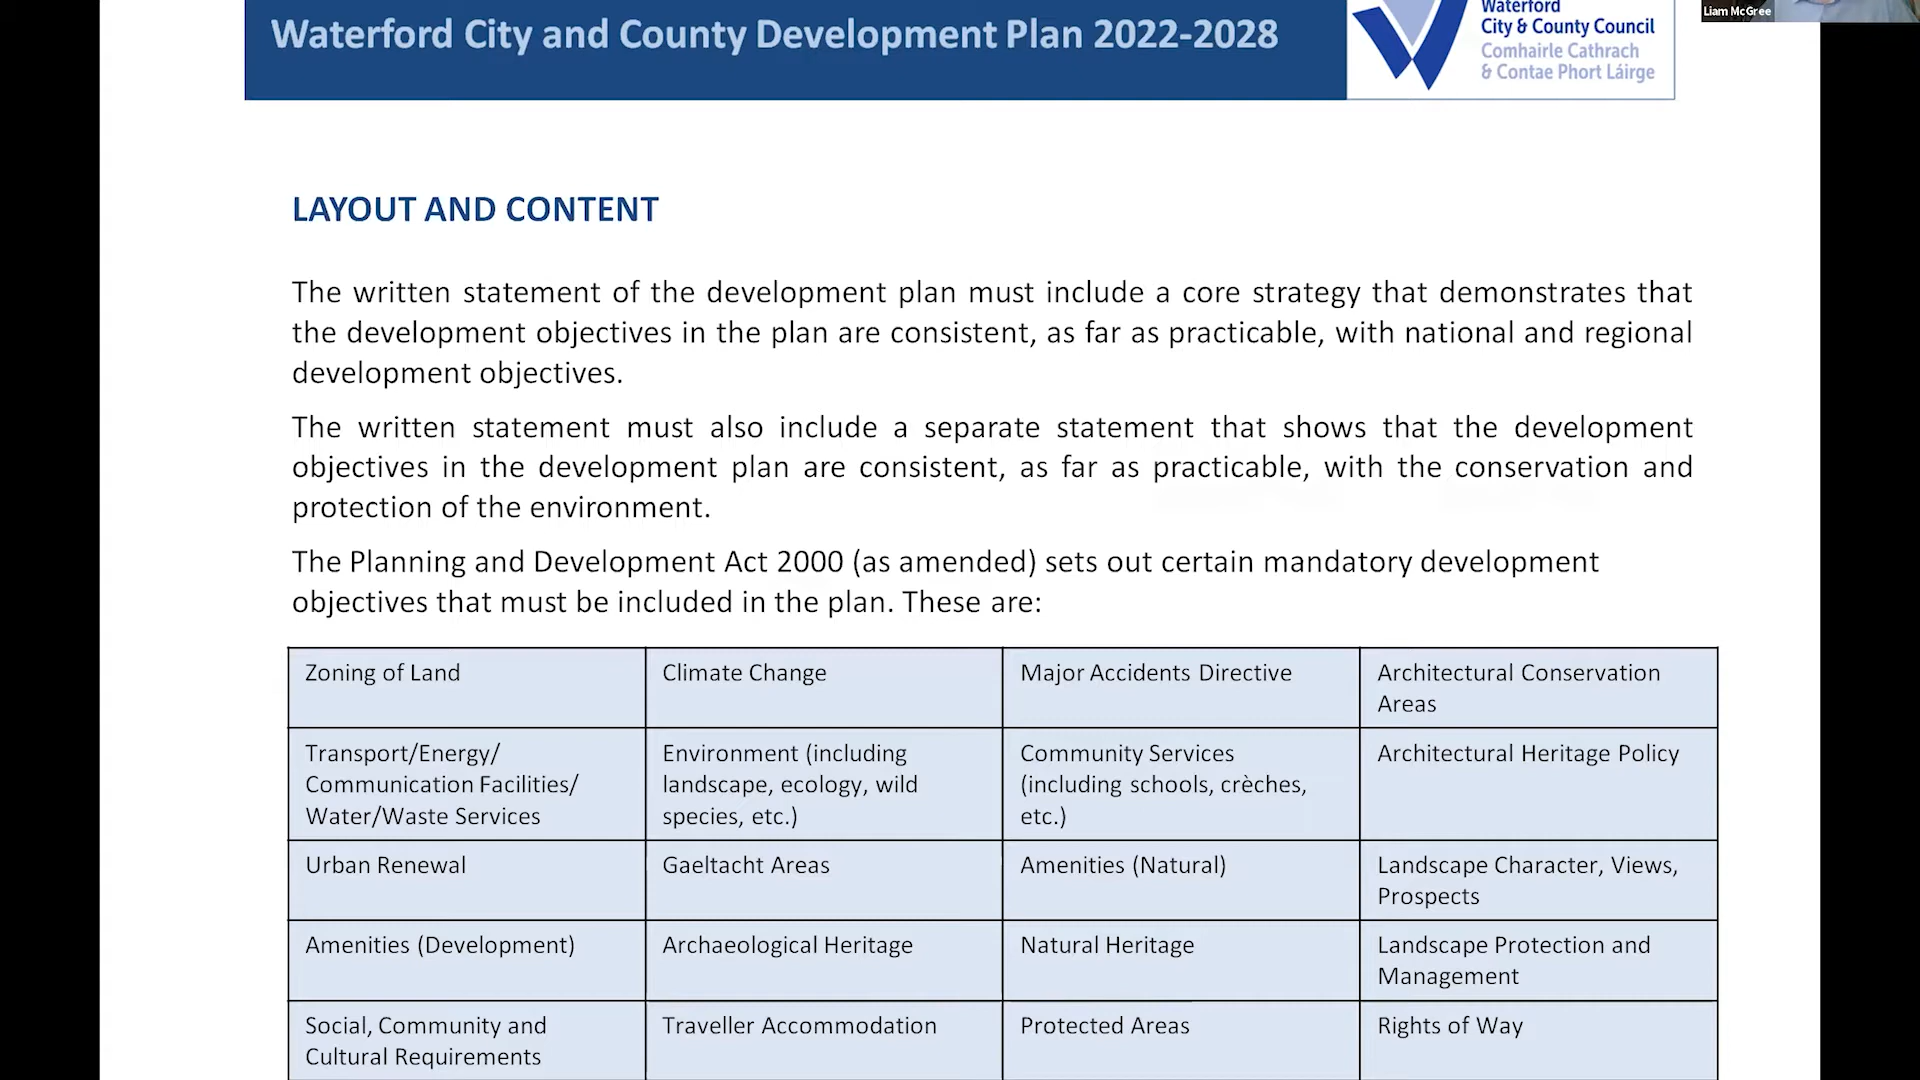 Waterford City and County Development Plan 2022-2028
Waterford
City & County Council
Comhairle Cathrach
& Contae Phort Láirge
Liam McGree
LAYOUT AND CONTENT
The written statement of the development plan must include a core strategy that demonstrates that
the development objectives in the plan are consistent, as far as practicable, with national and regional
development objectives.
The written statement must also include a separate statement that shows that the development
objectives in the development plan are consistent, as far as practicable, with the conservation and
protection of the environment.
The Planning and Development Act 2000 (as amended) sets out certain mandatory development
objectives that must be included in the plan. These are:
Zoning of Land
Climate Change
Major Accidents Directive
Architectural Conservation
Areas
Transport/Energy/
Communication Facilities/
Water/Waste Services
Environment (including
landscape, ecology, wild
species, etc.)
Community Services
(including schools, crèches,
etc.)
Architectural Heritage Policy
Urban Renewal
Gaeltacht Areas
Amenities (Natural)
Landscape Character, Views,
Prospects
Amenities (Development)
Archaeological Heritage
Natural Heritage
Landscape Protection and
Management
Social, Community and
Cultural Requirements
Traveller Accommodation
Protected Areas
Rights of Way